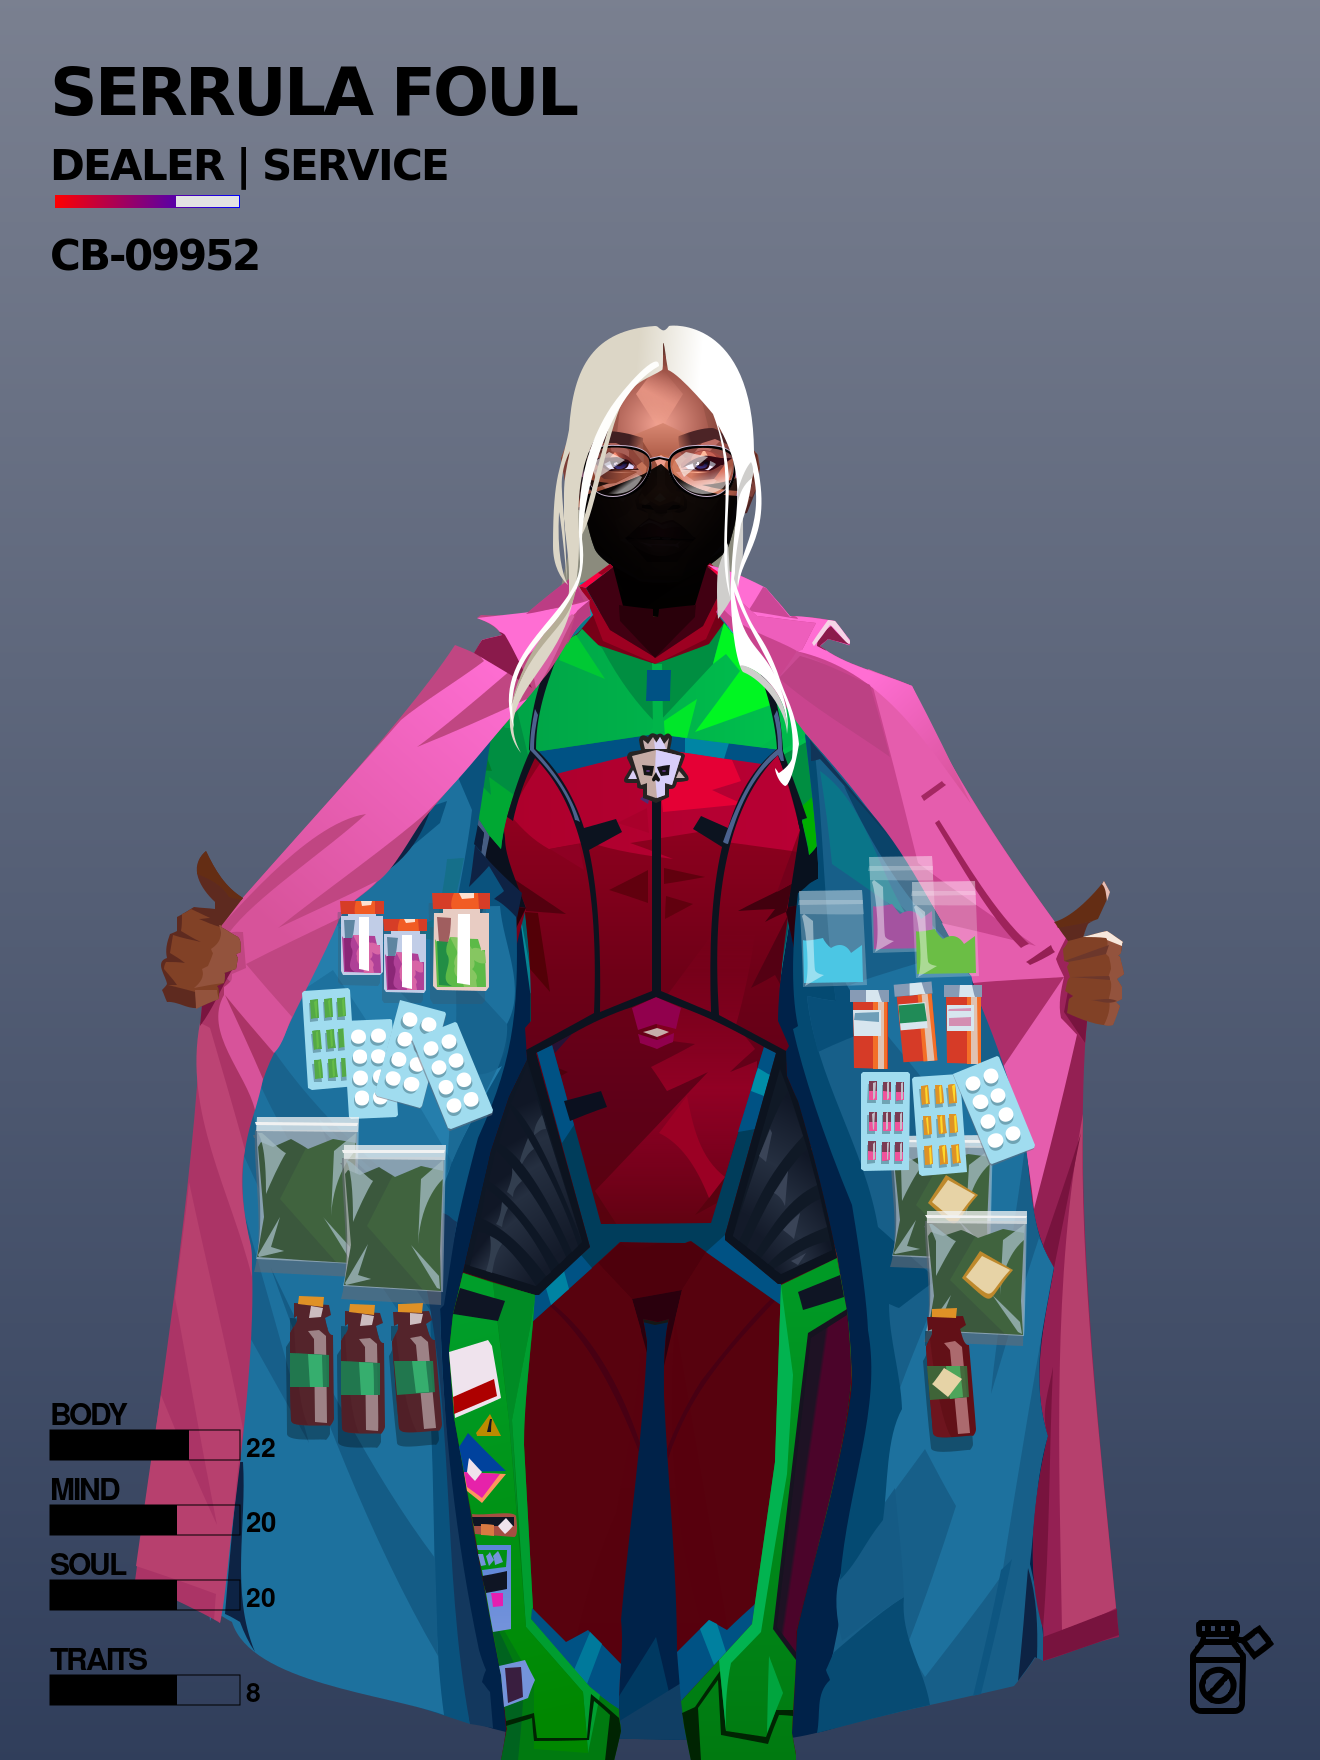 SERRULA FOUL
DEALER | SERVICE
CB-09952
BODY
22
MIND
20
SOUL
20
TRAITS
8